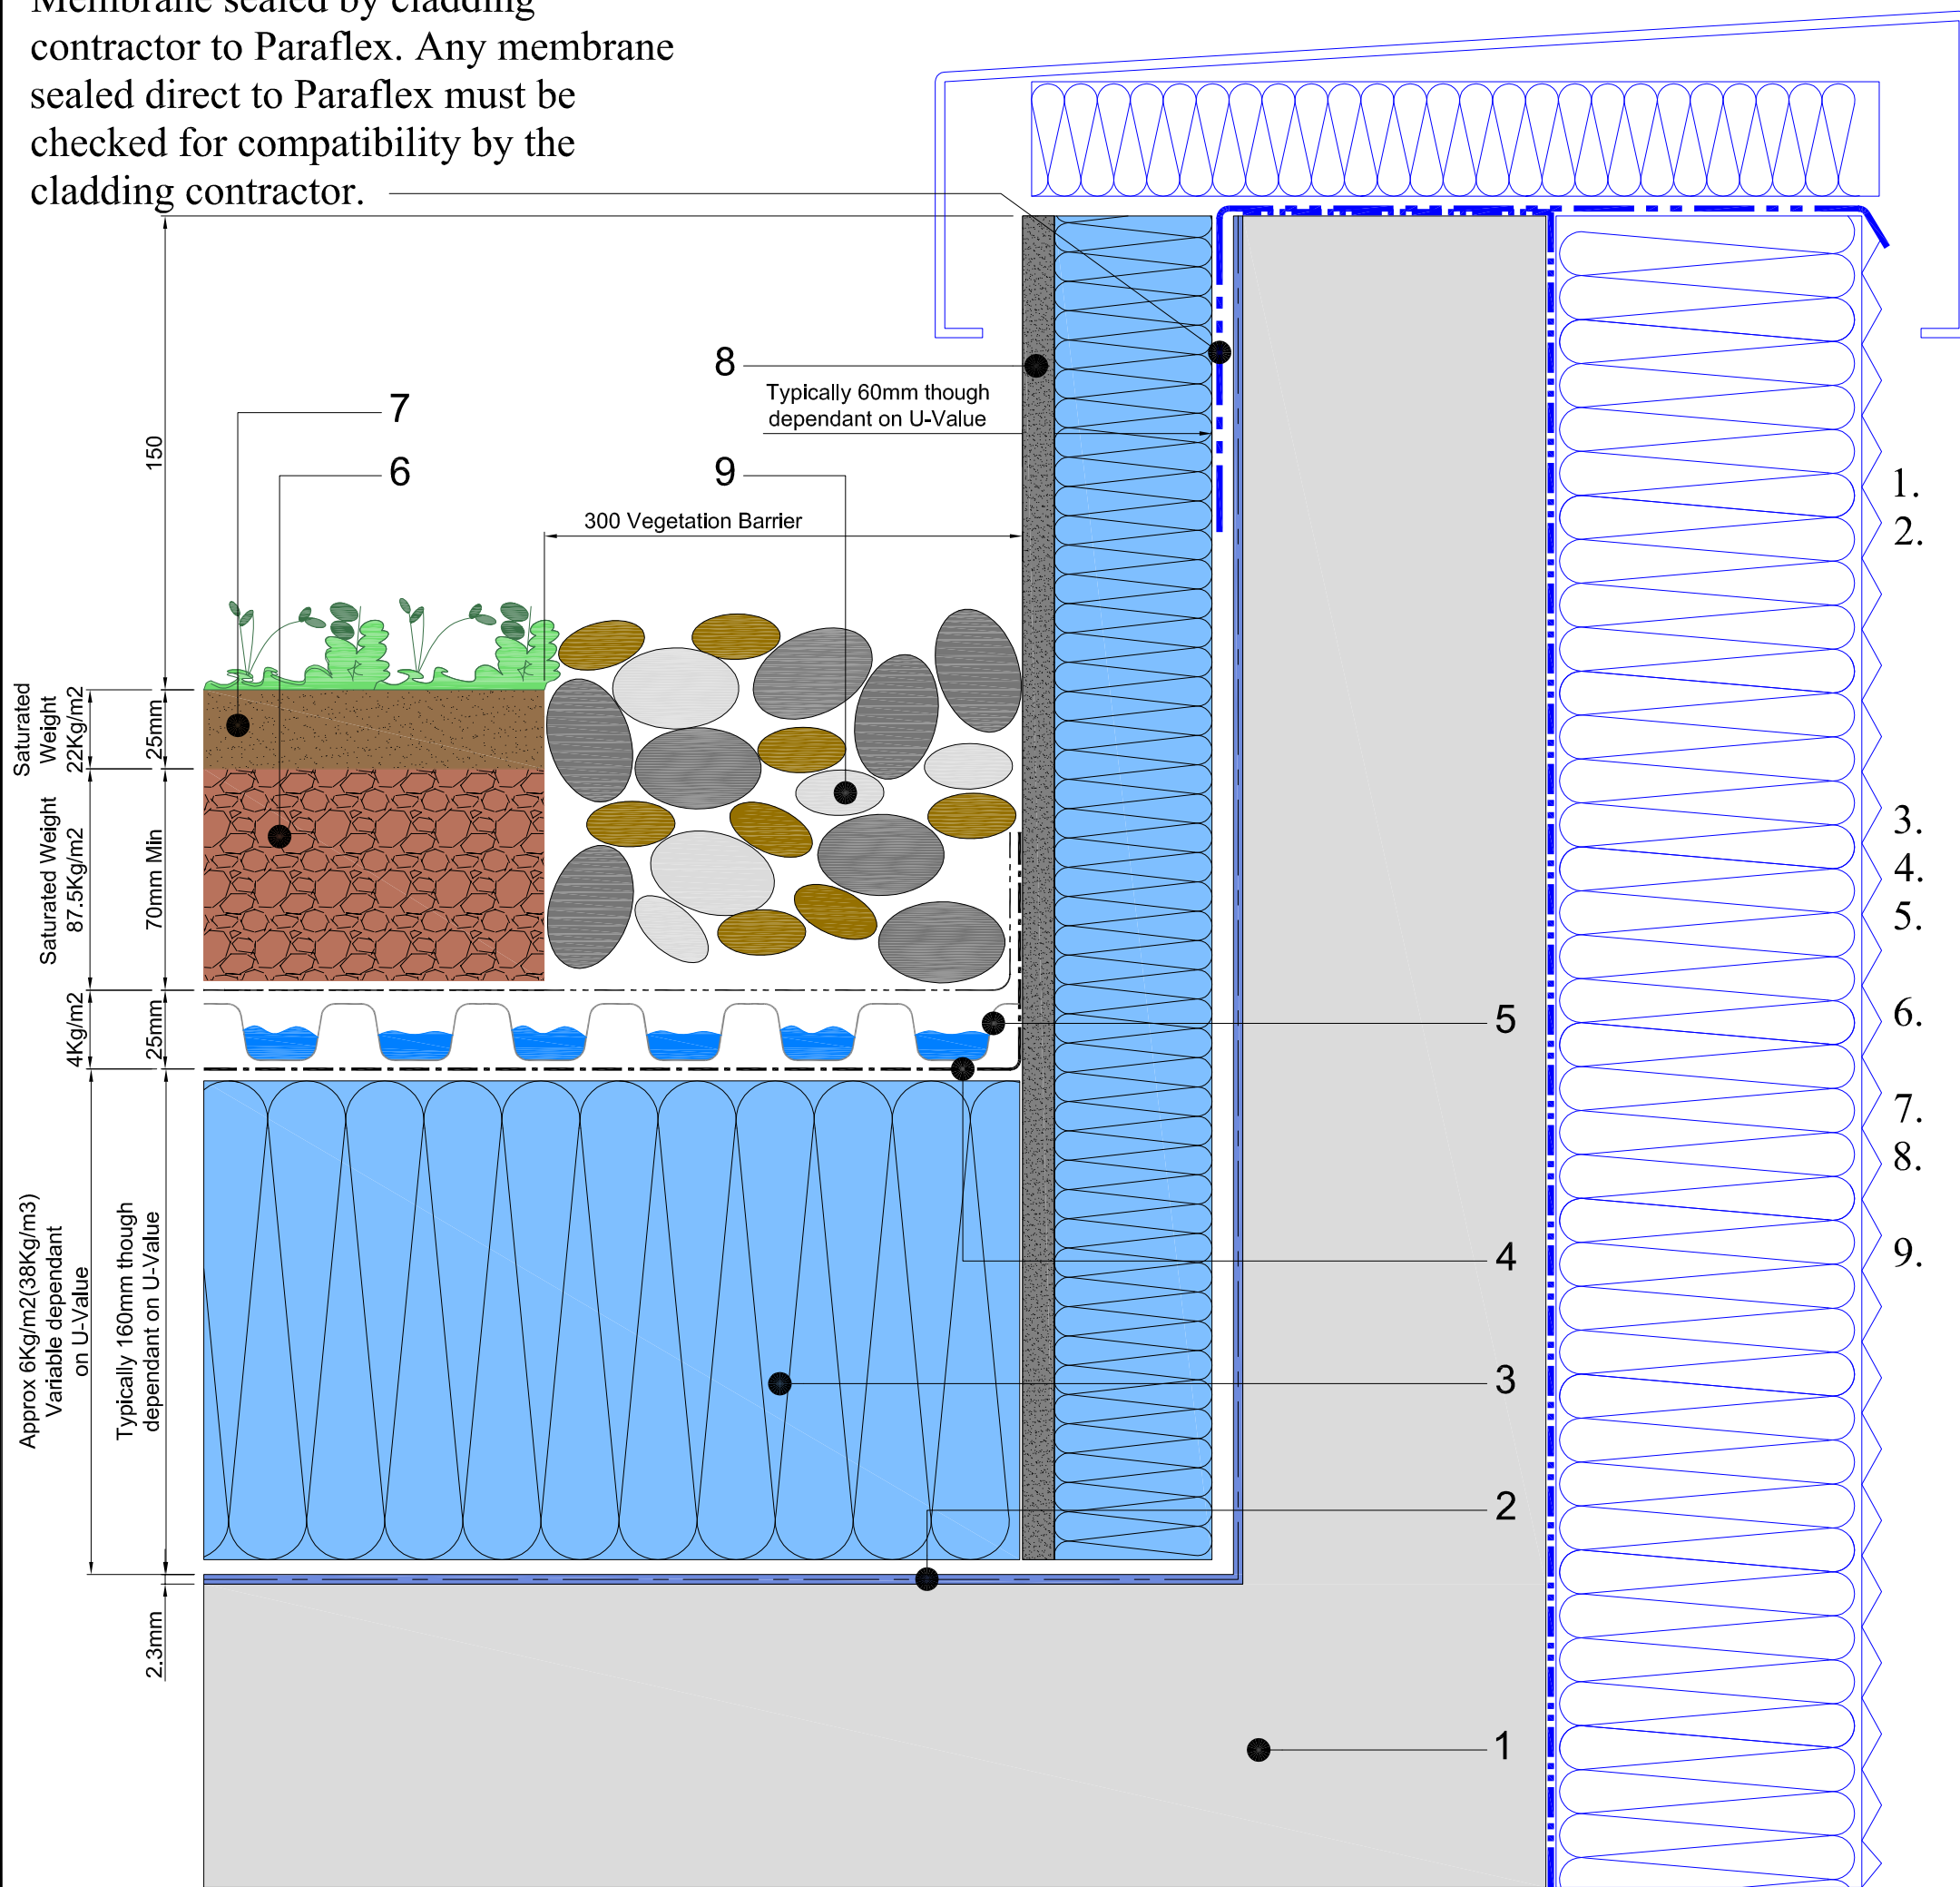 Membrane sealed by cladding
contractor to Paraflex. Any membrane
sealed direct to Paraflex must be
checked for compatibility by the
cladding contractor.
8
Typically 60mm though
dependant on U-Value
7
6
9
300 Vegetation Barrier
150
Saturated
Weight
22Kg/m2
25mm
Saturated Weight
87.5Kg/m2
70mm Min
4Kg/m2
25mm
Approx 6Kg/m2(38Kg/m3)
Variable dependant
on U-Value
Typically 160mm though
dependant on U-Value
2.3mm
5
4
3
2
1
1.
2.
3.
4.
5.
6.
7.
8.
9.